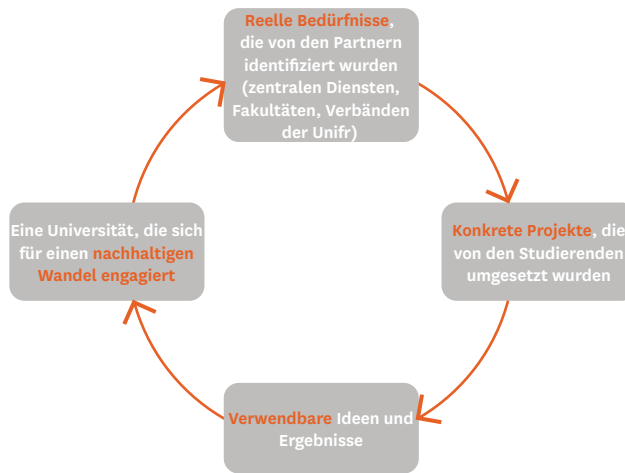 Reelle Bedürfnisse,
die von den Partnern
identifiziert wurden
(zentralen Diensten,
Fakultäten, Verbänden
der Unifr)
Konkrete Projekte, die
von den Studierenden
umgesetzt wurden
Verwendbare Ideen und
Ergebnisse
Eine Universität, die sich
für einen nachhaltigen
Wandel engagiert